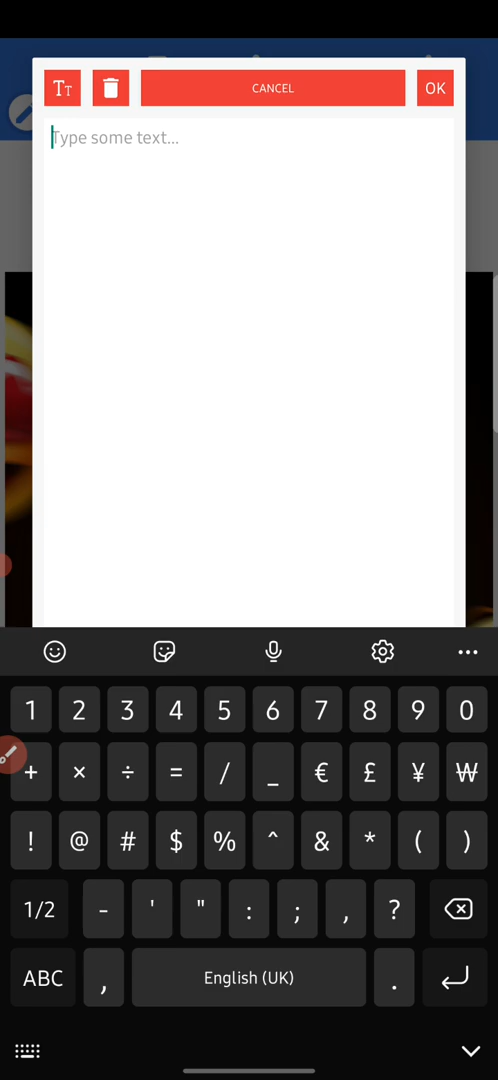 TT CANCEL OK
Type some text...
1 2 3 4 5 6 7 8 9 0
+ × ÷ = / _ € £ ¥ ₩
! @ # $ % ^ & * ( )
1/2 - ' " : ; , ?
ABC , English (UK) .